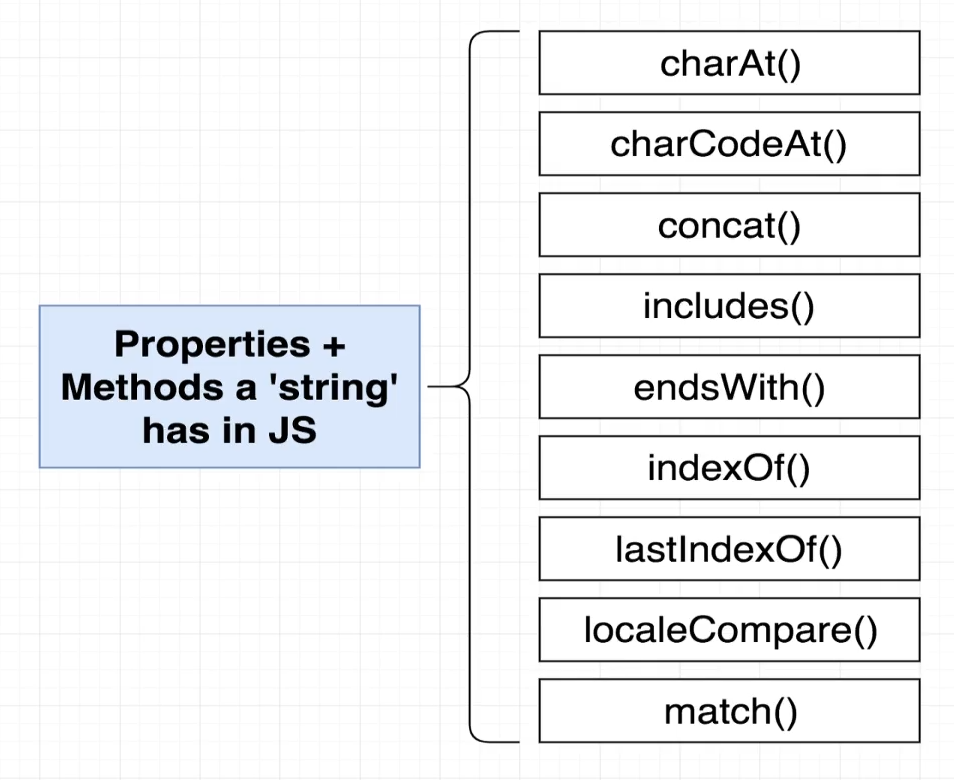 Properties +
Methods a 'string'
has in JS
charAt()
charCodeAt()
concat()
includes()
endsWith()
indexOf()
lastIndexOf()
localeCompare()
match()